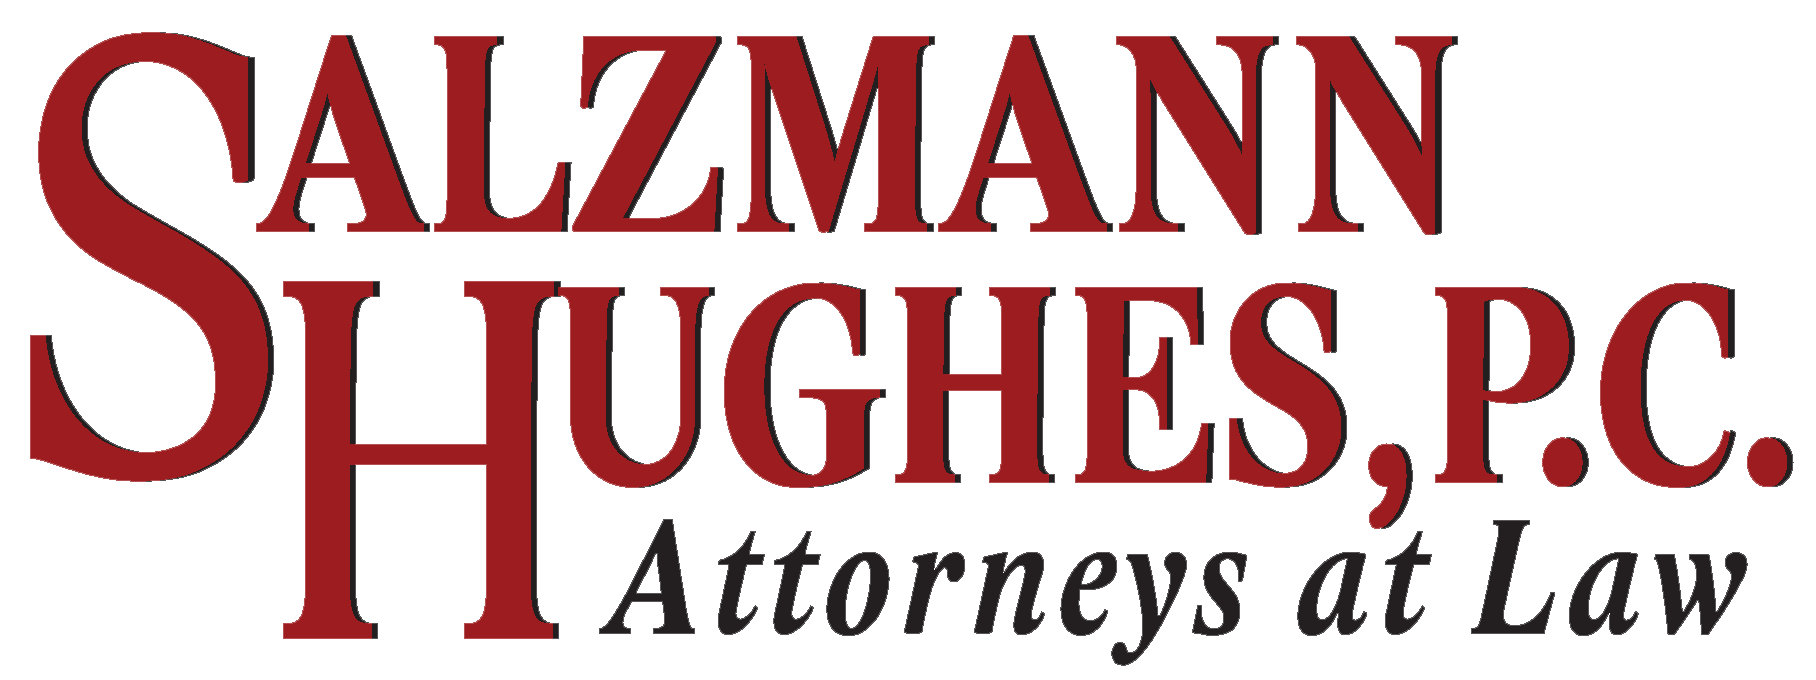 SALZMANN
HUGHES, P.C.
Attorneys at Law